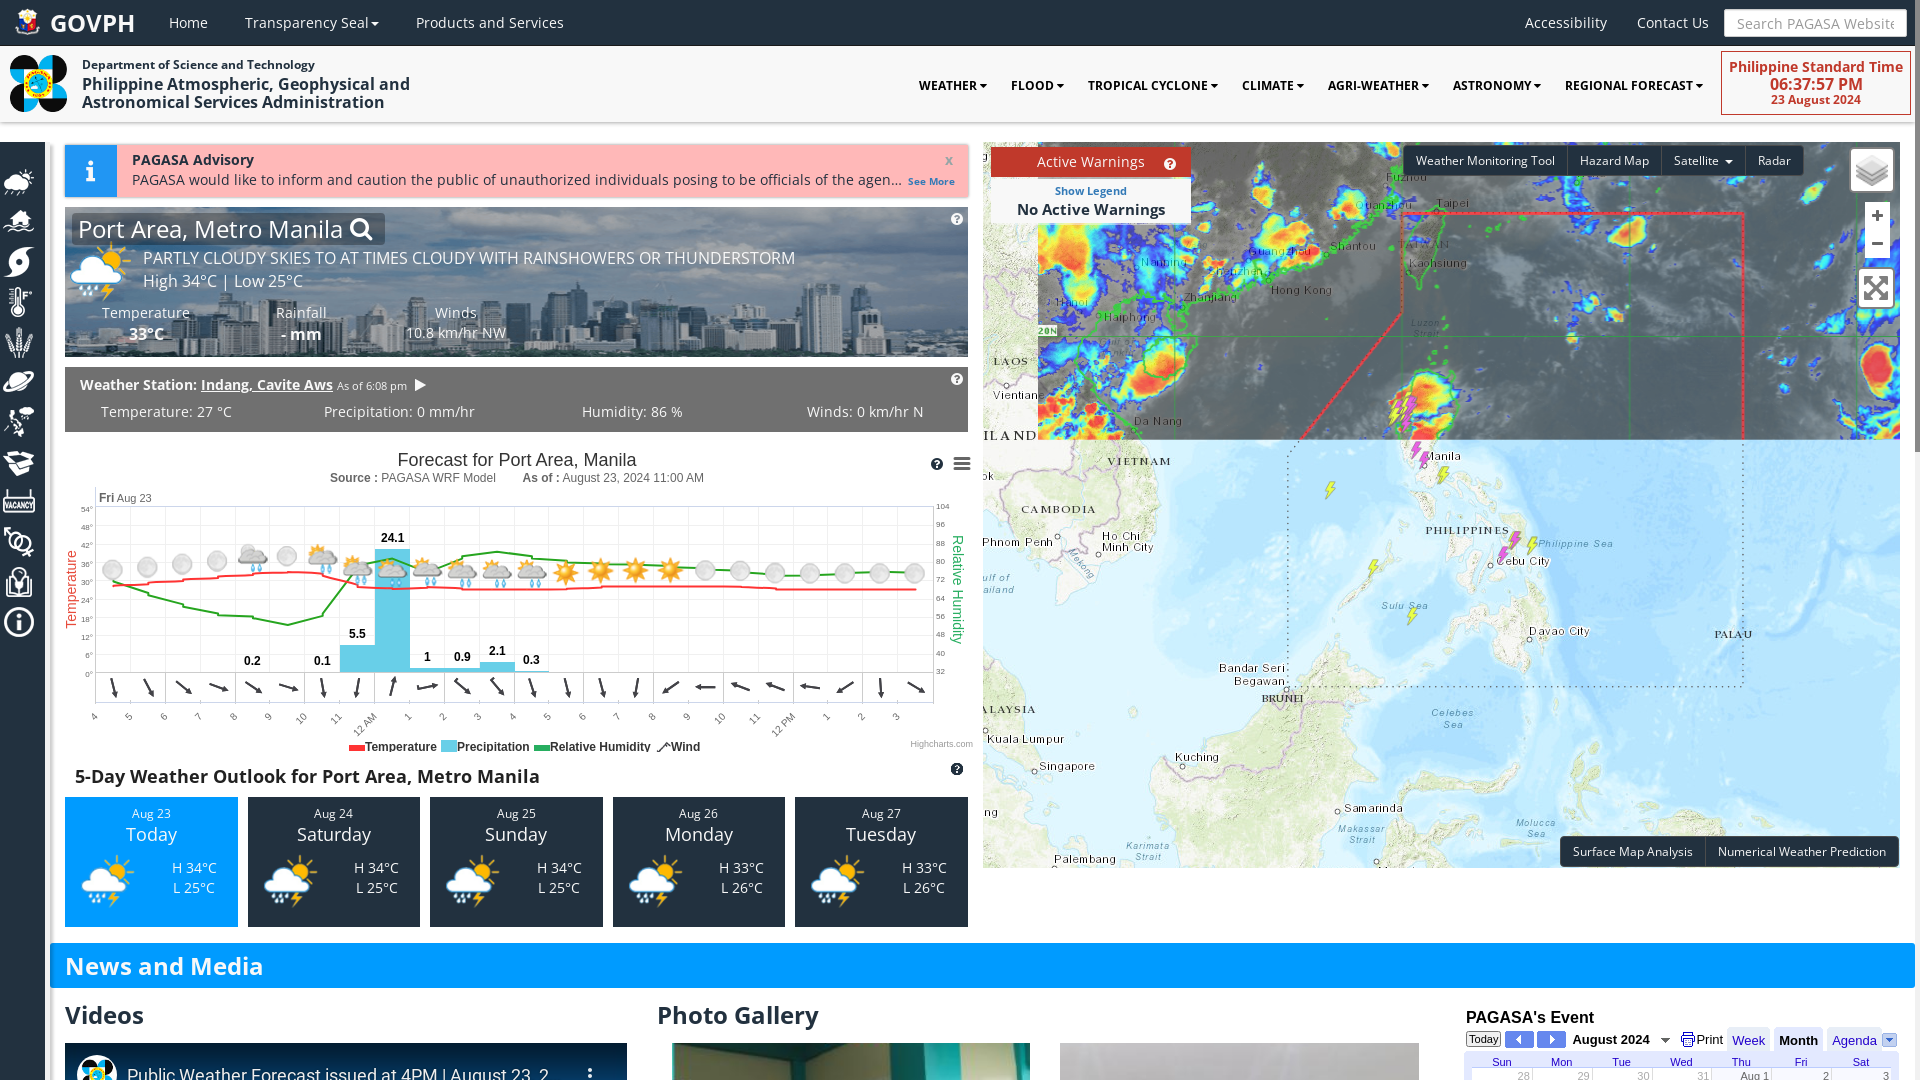 GOVPH
Home
Transparency Seal
Products and Services
Accessibility
Contact Us
Search PAGASA Website
Department of Science and Technology
Philippine Atmospheric, Geophysical and
Astronomical Services Administration
WEATHER
FLOOD
TROPICAL CYCLONE
CLIMATE
AGRI-WEATHER
ASTRONOMY
REGIONAL FORECAST
Philippine Standard Time
06:37:57 PM
23 August 2024
PAGASA Advisory
x
PAGASA would like to inform and caution the public of unauthorized individuals posing to be officials of the agen... See More
Port Area, Metro Manila
PARTLY CLOUDY SKIES TO AT TIMES CLOUDY WITH RAINSHOWERS OR THUNDERSTORM
High 34°C | Low 25°C
Temperature
33°C
Rainfall
- mm
Winds
10.8 km/hr NW
Weather Station: Indang, Cavite Aws As of 6:08 pm
Temperature: 27 °C
Precipitation: 0 mm/hr
Humidity: 86 %
Winds: 0 km/hr N
Forecast for Port Area, Manila
Source : PAGASA WRF Model As of : August 23, 2024 11:00 AM
Fri Aug 23
54°
48°
42°
36°
30°
24°
18°
12°
6°
0°
Temperature
104
96
88
80
72
64
56
48
40
32
Relative Humidity
0.2
0.1
5.5
24.1
1
0.9
2.1
0.3
4 5 6 7 8 9 10 11 12 AM 1 2 3 4 5 6 7 8 9 10 11 12 PM 1 2 3
Temperature Precipitation Relative Humidity Wind
Highcharts.com
5-Day Weather Outlook for Port Area, Metro Manila
Aug 23
Today
H 34°C
L 25°C
Aug 24
Saturday
H 34°C
L 25°C
Aug 25
Sunday
H 34°C
L 25°C
Aug 26
Monday
H 33°C
L 26°C
Aug 27
Tuesday
H 33°C
L 26°C
Active Warnings
Show Legend
No Active Warnings
Weather Monitoring Tool
Hazard Map
Satellite
Radar
+
−
Fuzhou
Quanzhou
Taipei
TAIWAN
Kaohsiung
Shantou
Guangzhou
Shenzhen
Hong Kong
Nanning
Zhanjiang
Hanoi
Haiphong
20N
Luzon
Strait
LAOS
Vientiane
Da Nang
ILAND
VIETNAM
ok
CAMBODIA
Phnom Penh
Ho Chi
Minh City
Mekong
ulf of
ailand
Manila
PHILIPPINES
Philippine Sea
Cebu City
Sulu Sea
Davao City
PALAU
Bandar Seri
Begawan
BRUNEI
ALAYSIA
Kuala Lumpur
Celebes
Sea
Kuching
Singapore
ng
Samarinda
Makassar
Strait
Molucca
Sea
Karimata
Strait
Palembang
Surface Map Analysis
Numerical Weather Prediction
News and Media
Videos
Public Weather Forecast issued at 4PM | August 23, 2
Photo Gallery
PAGASA's Event
Today
August 2024
Print
Week
Month
Agenda
Sun Mon Tue Wed Thu Fri Sat
28 29 30 31 Aug 1 2 3